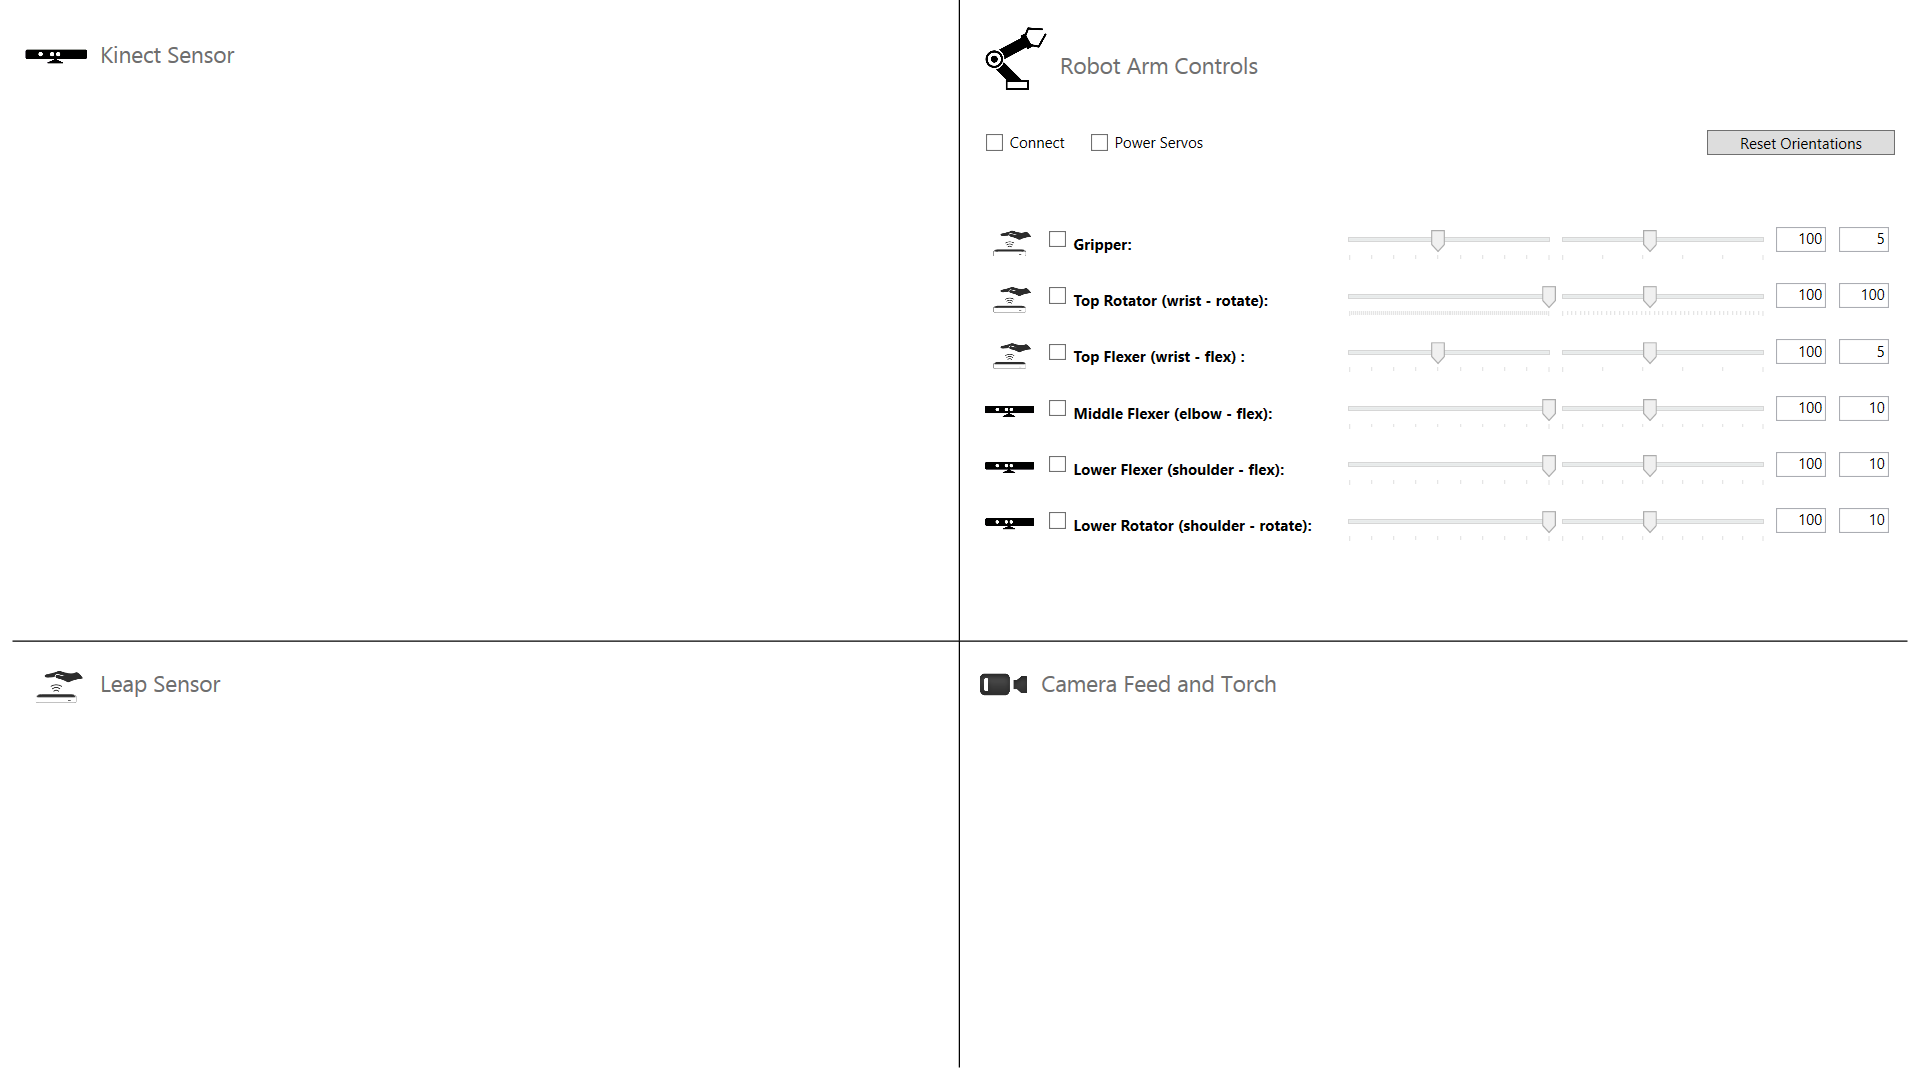 Kinect Sensor
Robot Arm Controls
Connect Power Servos Reset Orientations
Gripper: 100 5
Top Rotator (wrist - rotate): 100 100
Top Flexer (wrist - flex) : 100 5
Middle Flexer (elbow - flex): 100 10
Lower Flexer (shoulder - flex): 100 10
Lower Rotator (shoulder - rotate): 100 10
Leap Sensor
Camera Feed and Torch